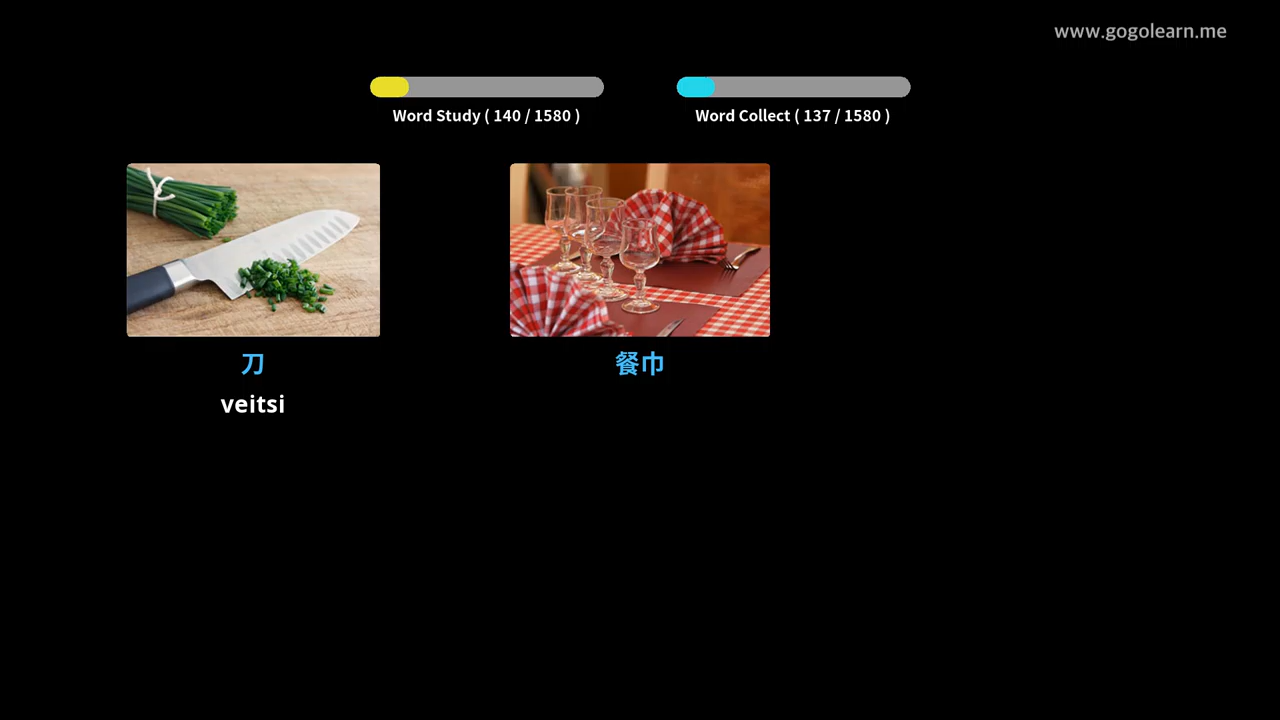 www.gogolearn.me
Word Study ( 140 / 1580 )
Word Collect ( 137 / 1580 )
刀
veitsi
餐巾